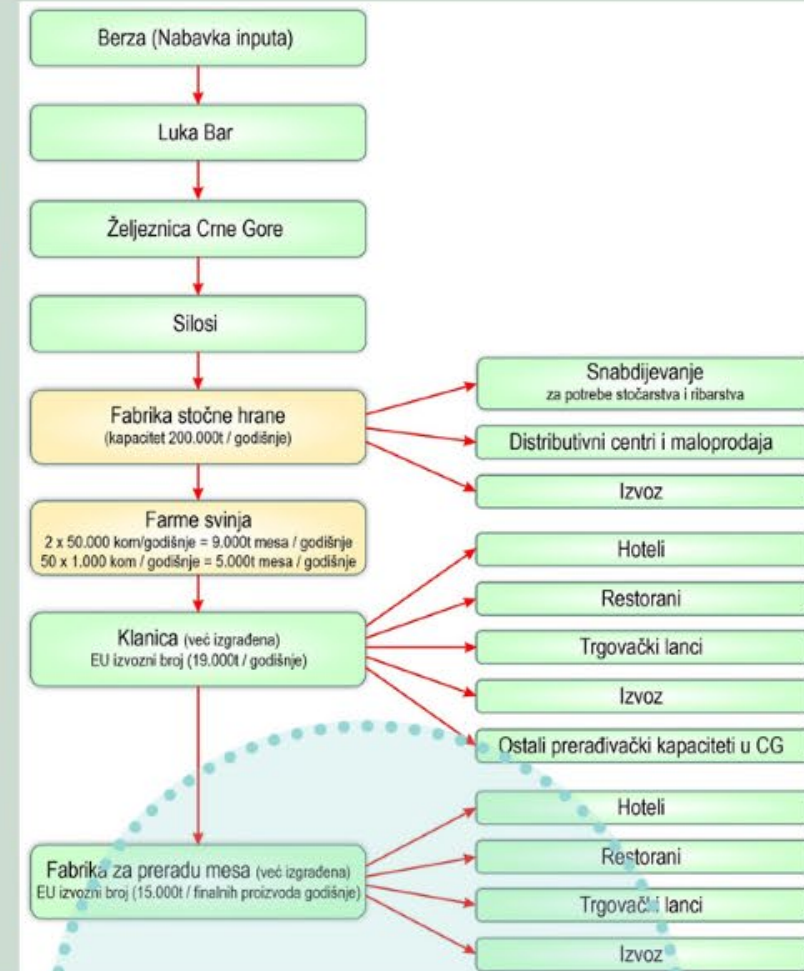 Berza (Nabavka inputa)
Luka Bar
Željeznica Crne Gore
Silosi
Fabrika stočne hrane
(kapacitet 200.000t / godišnje)
Snabdijevanje
za potrebe stočarstva i ribarstva
Distributivni centri i maloprodaja
Izvoz
Farme svinja
2 x 50.000 kom/godišnje = 9.000t mesa / godišnje
50 x 1.000 kom / godišnje = 5.000t mesa / godišnje
Klanica (već izgrađena)
EU izvozni broj (19.000t / godišnje)
Hoteli
Restorani
Trgovački lanci
Izvoz
Ostali prerađivački kapaciteti u CG
Fabrika za preradu mesa (već izgrađena)
EU izvozni broj (15.000t / finalnih proizvoda godišnje)
Hoteli
Restorani
Trgovački lanci
Izvoz